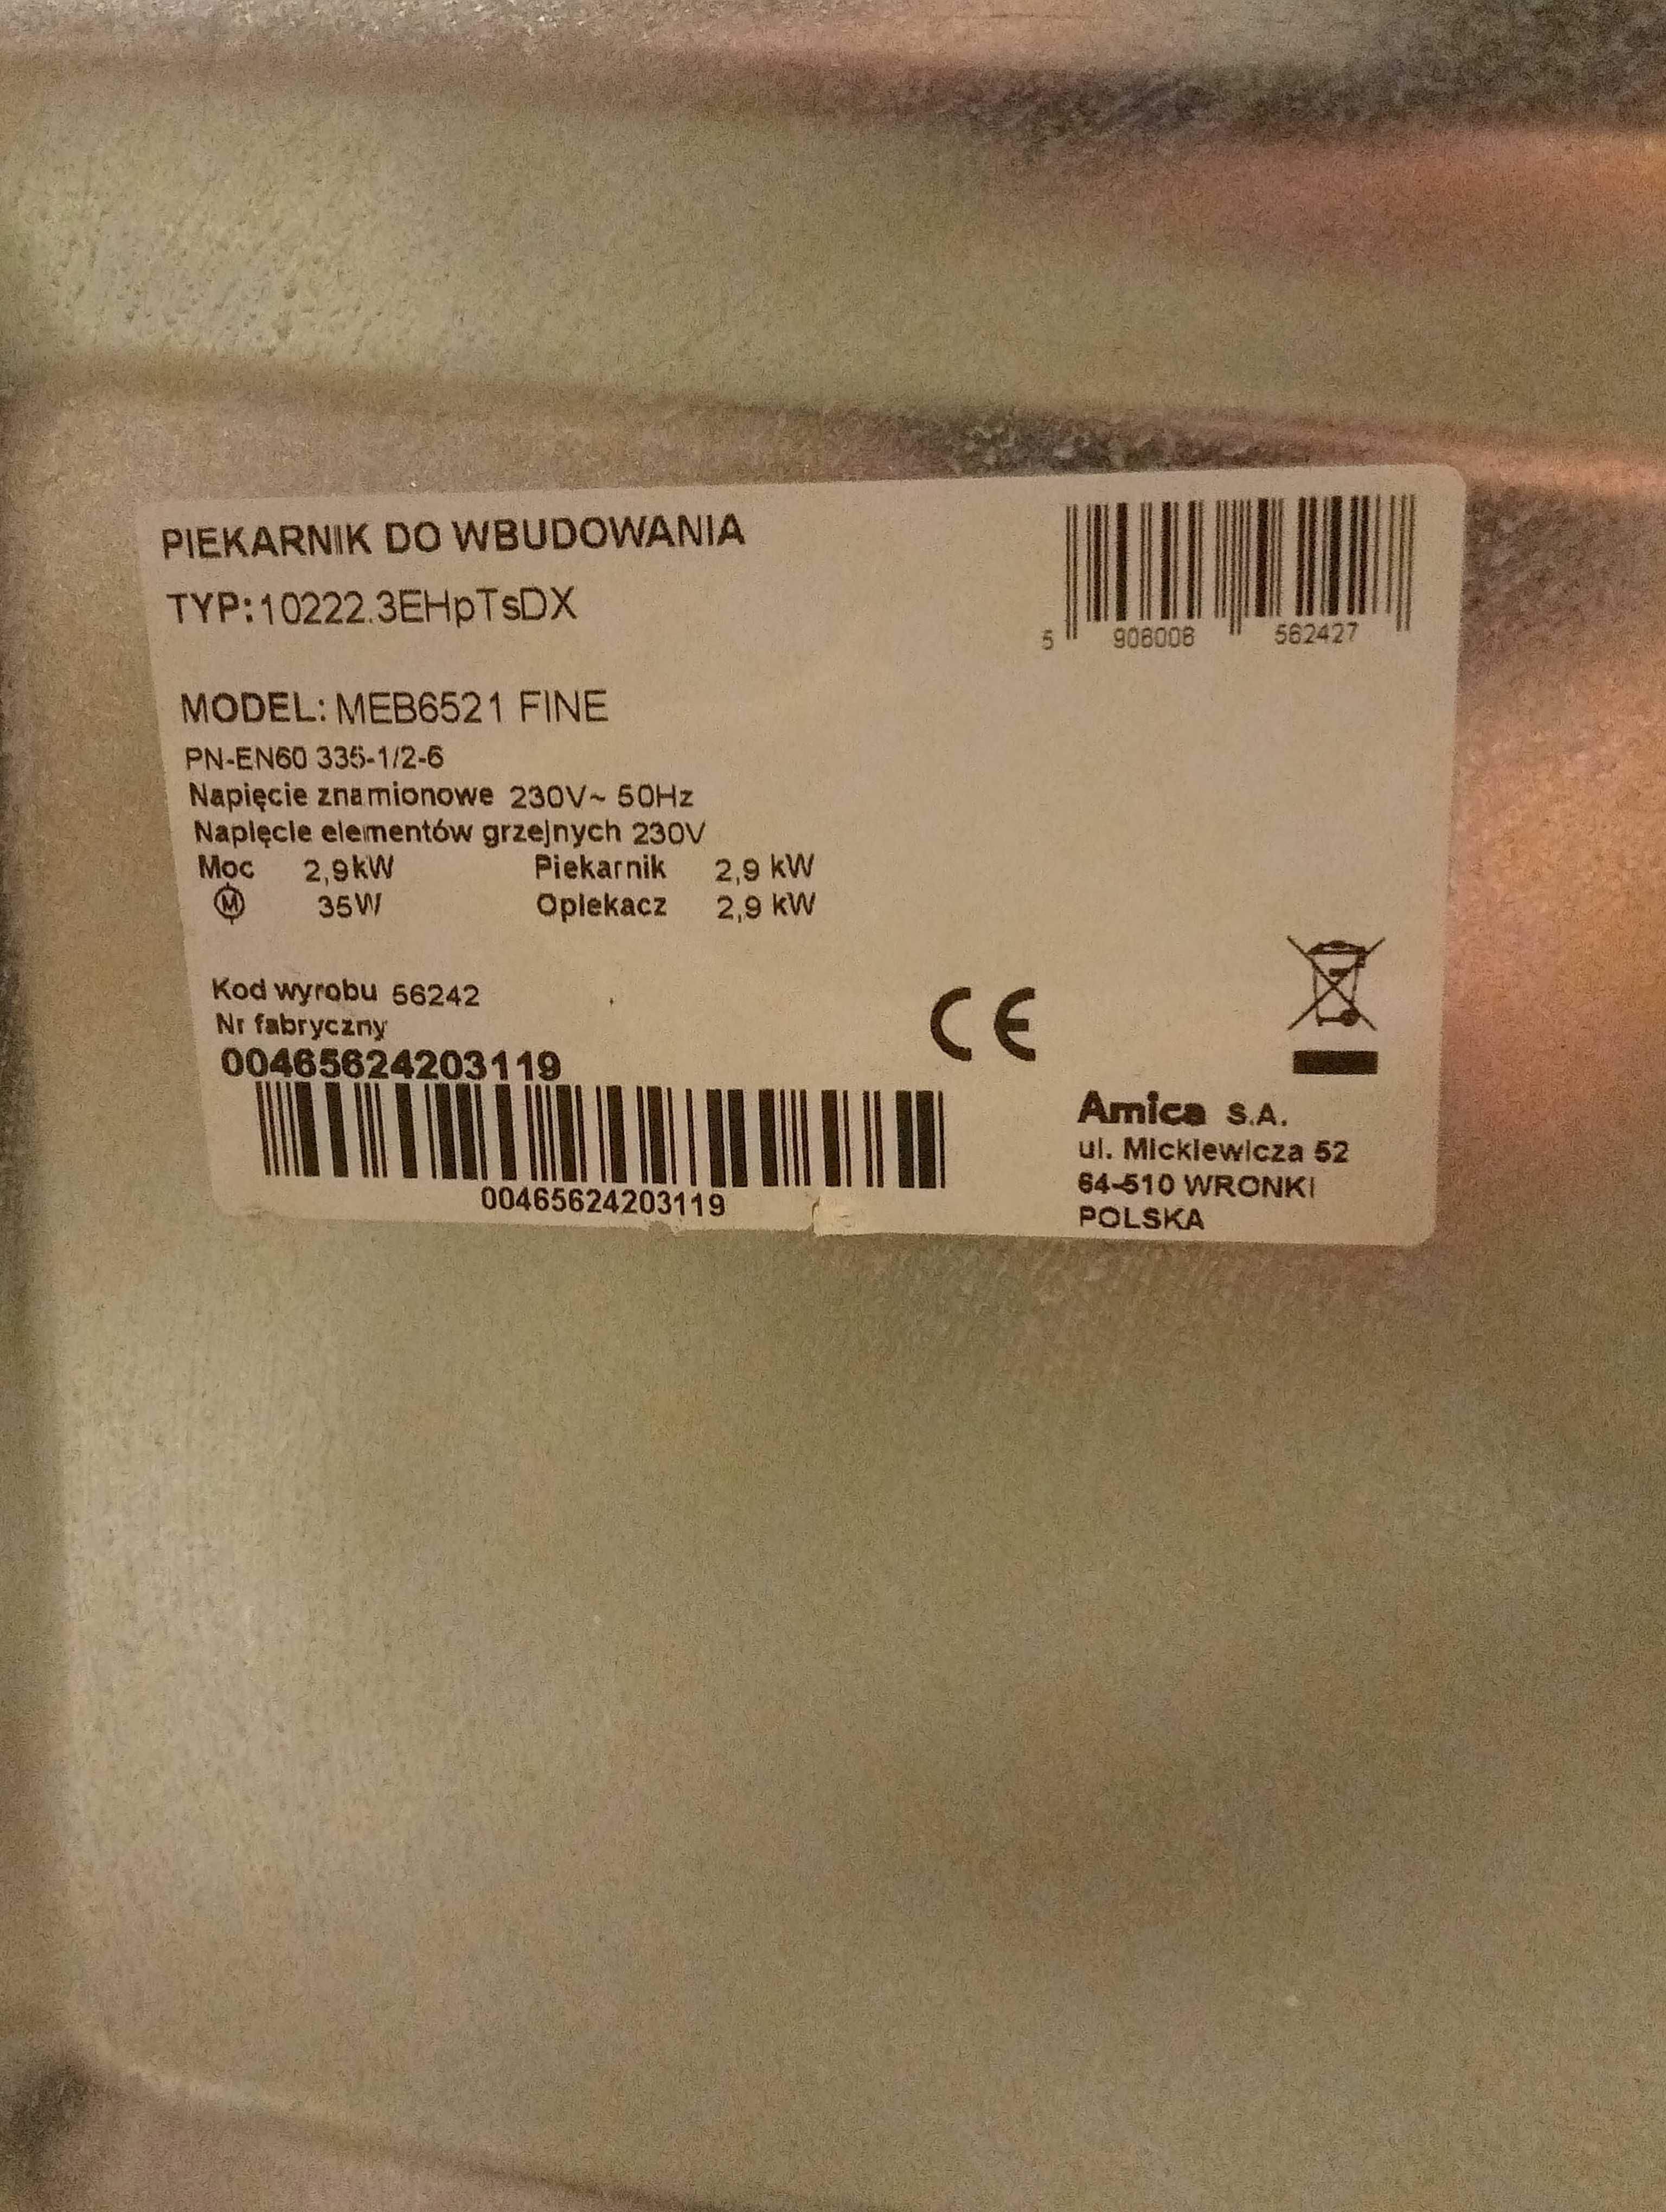 PIEKARNIK DO WBUDOWANIA
TYP: 10222.3EHpTsDX
5 906006 562427
MODEL: MEB6521 FINE
PN-EN60 335-1/2-6
Napięcie znamionowe 230V~ 50Hz
Napięcie elementów grzejnych 230V
Moc 2,9kW Piekarnik 2,9 kW
M 35W Opiekacz 2,9 kW
Kod wyrobu 56242
Nr fabryczny
00465624203119
00465624203119
CE
Amica S.A.
ul. Mickiewicza 52
64-510 WRONKI
POLSKA